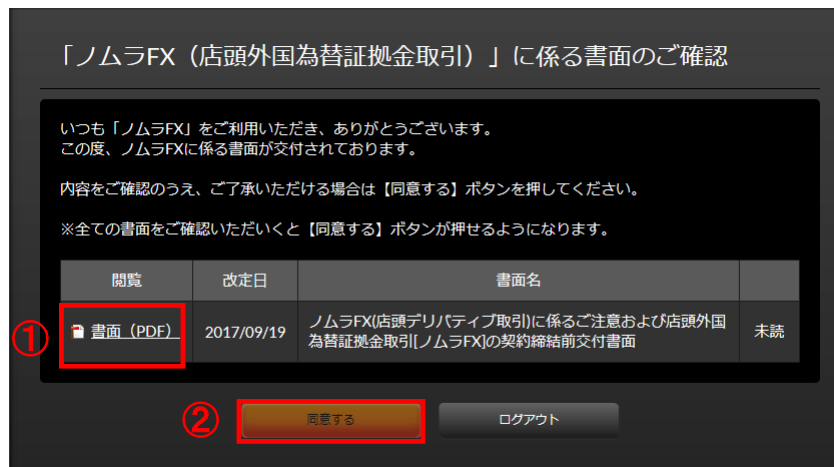 「ノムラFX（店頭外国為替証拠金取引）」に係る書面のご確認
いつも「ノムラFX」をご利用いただき、ありがとうございます。
この度、ノムラFXに係る書面が交付されております。
内容をご確認のうえ、ご了承いただける場合は【同意する】ボタンを押してください。
※全ての書面をご確認いただいくと【同意する】ボタンが押せるようになります。
閲覧 改定日 書面名
① 書面（PDF） 2017/09/19 ノムラFX(店頭デリバティブ取引)に係るご注意および店頭外国
為替証拠金取引[ノムラFX]の契約締結前交付書面 未読
② 同意する ログアウト